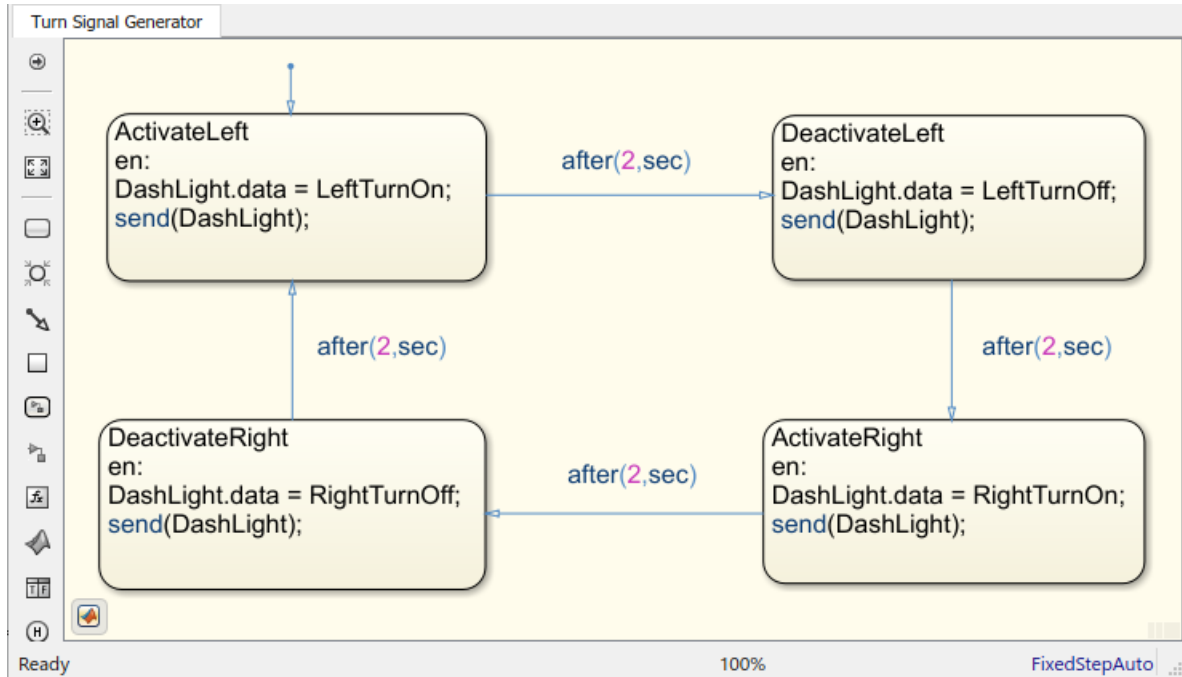 Turn Signal Generator
ActivateLeft
en:
DashLight.data = LeftTurnOn;
send(DashLight);
after(2,sec)
DeactivateLeft
en:
DashLight.data = LeftTurnOff;
send(DashLight);
after(2,sec)
after(2,sec)
DeactivateRight
en:
DashLight.data = RightTurnOff;
send(DashLight);
after(2,sec)
ActivateRight
en:
DashLight.data = RightTurnOn;
send(DashLight);
fx
T F
H
Ready
100%
FixedStepAuto